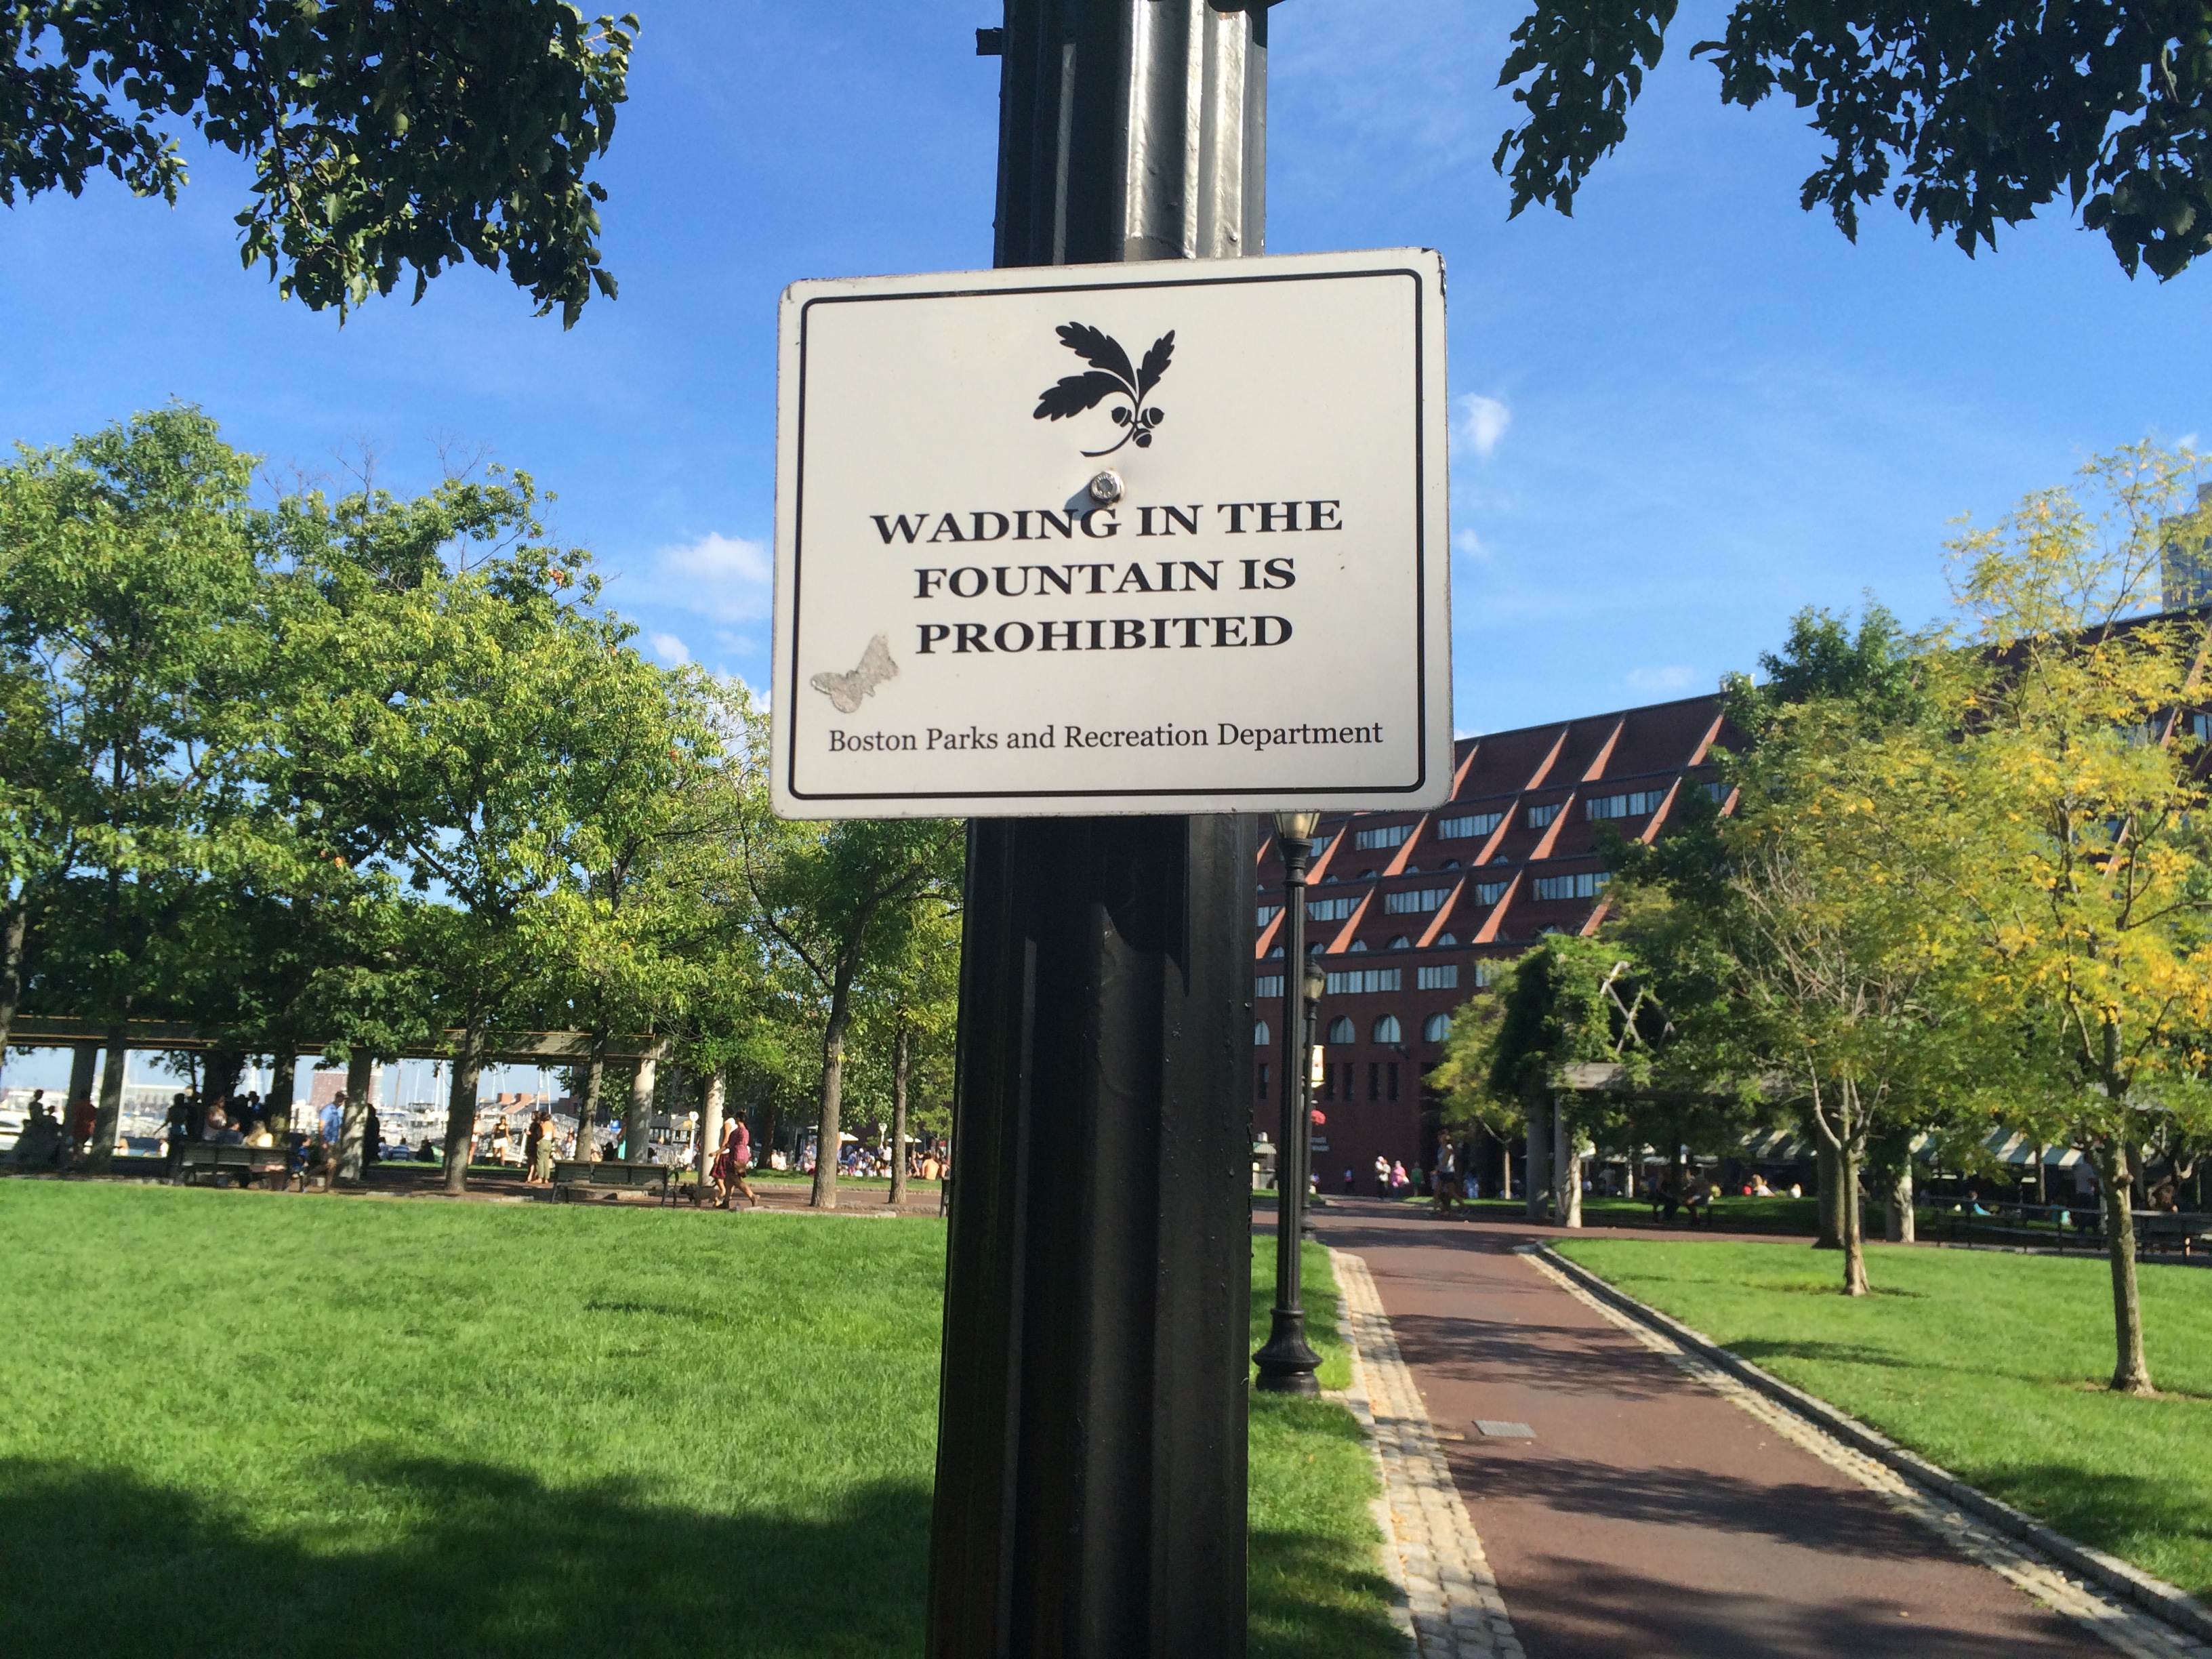 WADING IN THE
FOUNTAIN IS
PROHIBITED
Boston Parks and Recreation Department